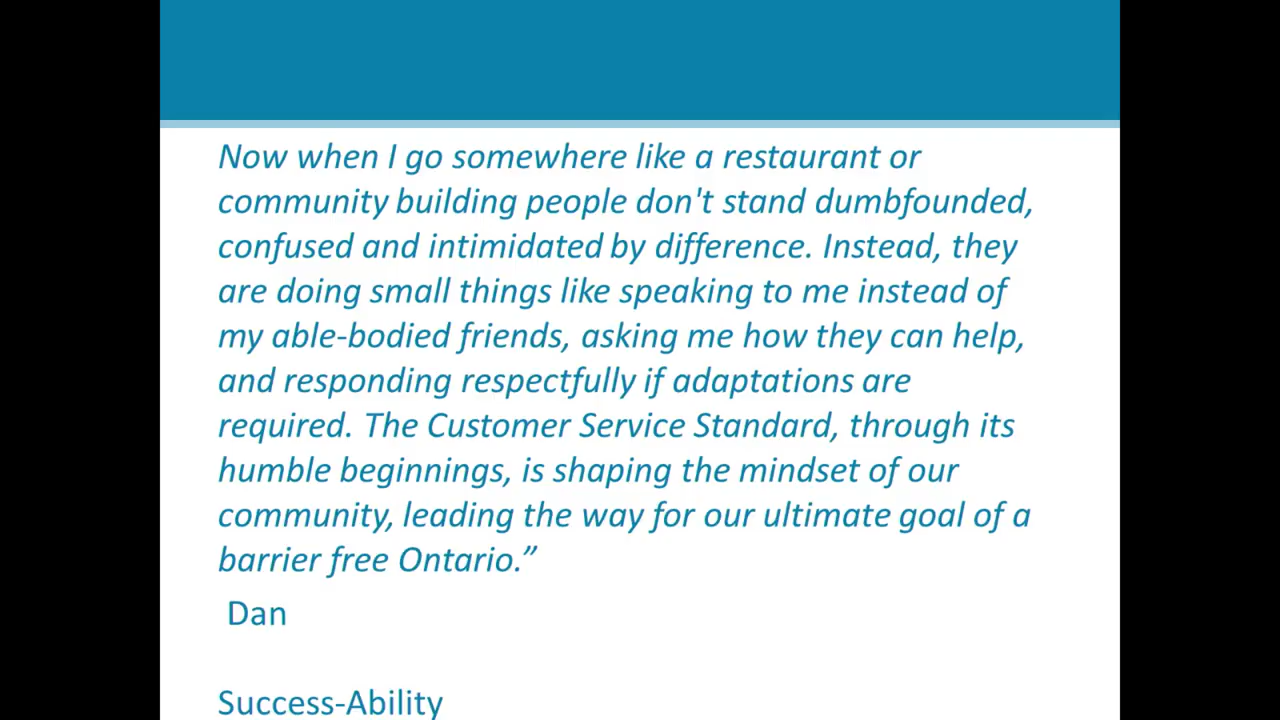 Now when I go somewhere like a restaurant or
community building people don't stand dumbfounded,
confused and intimidated by difference. Instead, they
are doing small things like speaking to me instead of
my able-bodied friends, asking me how they can help,
and responding respectfully if adaptations are
required. The Customer Service Standard, through its
humble beginnings, is shaping the mindset of our
community, leading the way for our ultimate goal of a
barrier free Ontario.”
Dan
Success-Ability